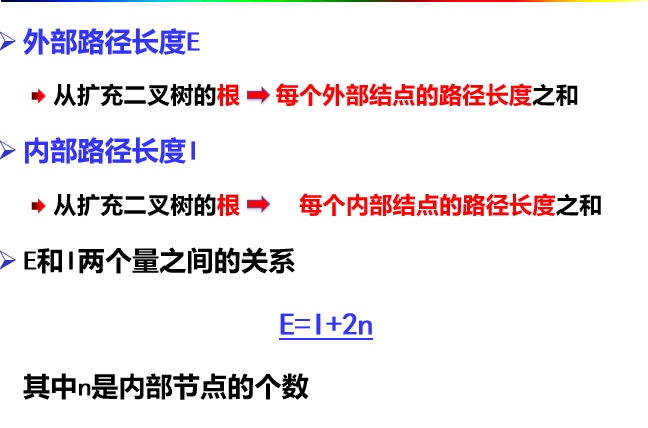 外部路径长度E
从扩充二叉树的根 每个外部结点的路径长度之和
内部路径长度I
从扩充二叉树的根 每个内部结点的路径长度之和
E和I两个量之间的关系
E=I+2n
其中n是内部节点的个数